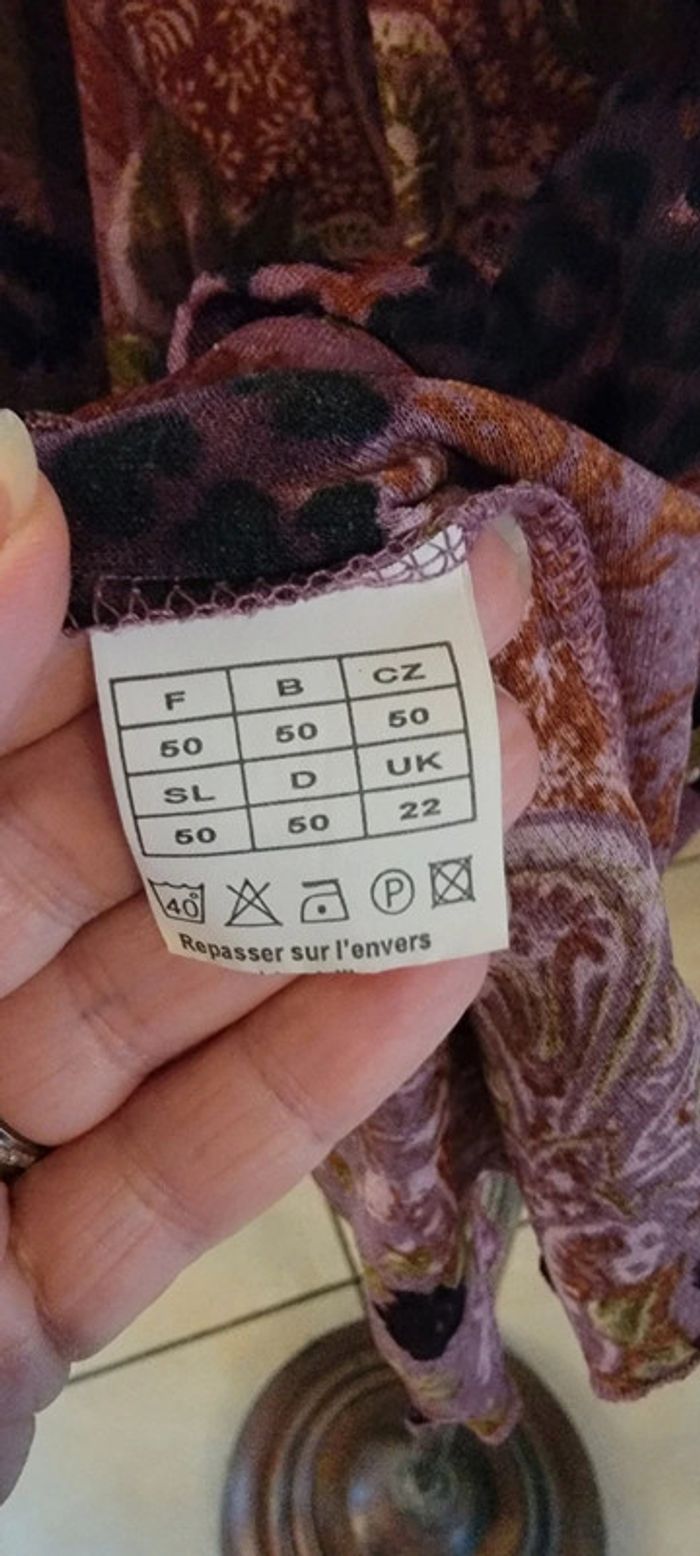 F B CZ
50 50 50
SL D UK
50 50 22
40° P
Repasser sur l'envers